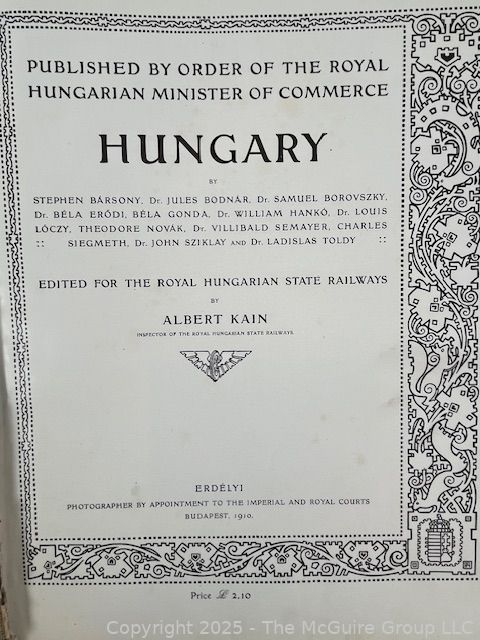 PUBLISHED BY ORDER OF THE ROYAL
HUNGARIAN MINISTER OF COMMERCE
HUNGARY
BY
STEPHEN BÁRSONY, Dr. JULES BODNÁR, Dr. SAMUEL BOROVSZKY,
Dr. BÉLA ERŐDI, BÉLA GONDA, Dr. WILLIAM HANKÓ, Dr. LOUIS
LÓCZY, THEODORE NOVÁK, Dr. VILLIBALD SEMAYER, CHARLES
:: SIEGMETH, Dr. JOHN SZIKLAY AND Dr. LADISLAS TOLDY ::
EDITED FOR THE ROYAL HUNGARIAN STATE RAILWAYS
BY
ALBERT KAIN
INSPECTOR OF THE ROYAL HUNGARIAN STATE RAILWAYS
ERDÉLYI
PHOTOGRAPHER BY APPOINTMENT TO THE IMPERIAL AND ROYAL COURTS
BUDAPEST, 1910.
Price £ 2.10
Copyright 2025 - The McGuire Group LLC